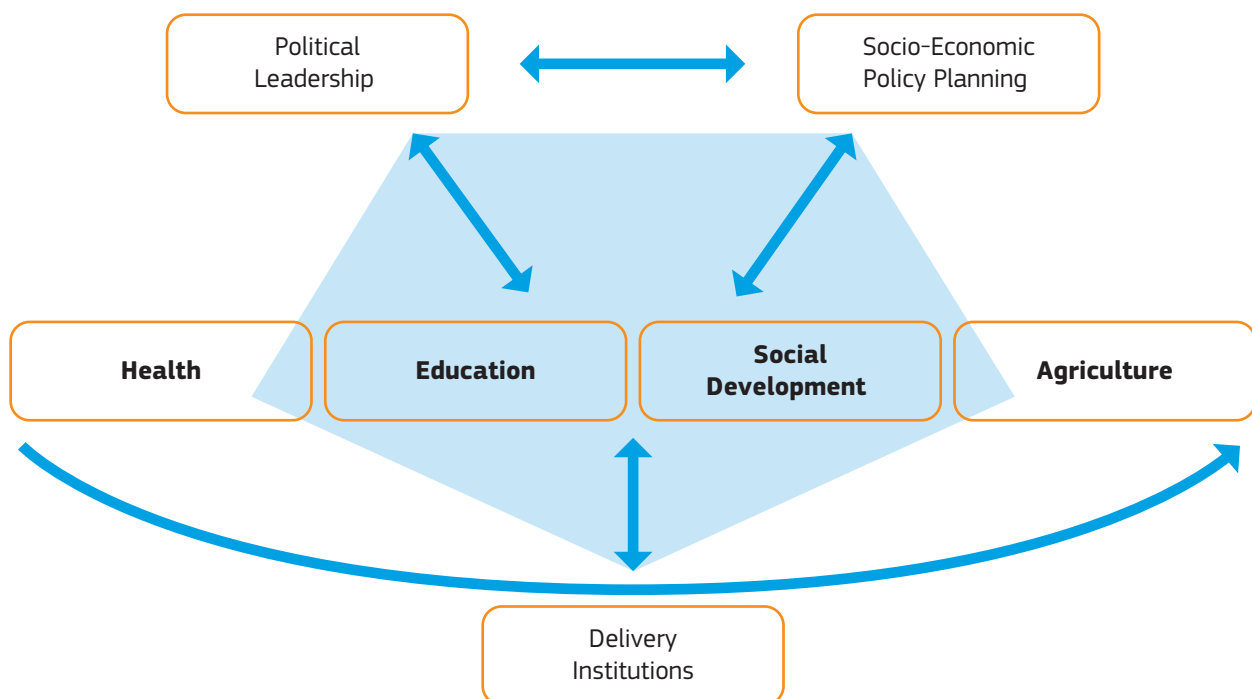 Political
Leadership
Socio-Economic
Policy Planning
Health
Education
Social
Development
Agriculture
Delivery
Institutions